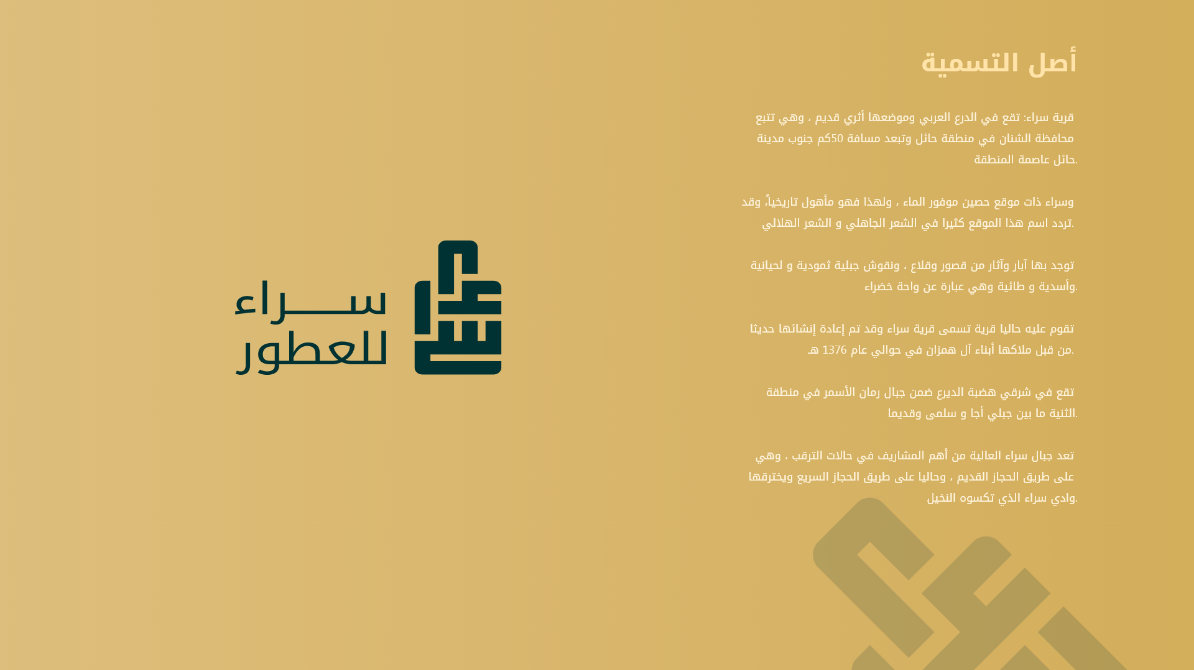 أصل التسمية
قرية سراء: تقع في الدرع العربي وموضعها أثري قديم ، وهي تتبع
محافظة الشنان في منطقة حائل وتبعد مسافة 50كم جنوب مدينة
حائل عاصمة المنطقة.
وسراء ذات موقع حصين موفور الماء ، ولهذا فهو مأهول تاريخياً، وقد
تردد اسم هذا الموقع كثيرا في الشعر الجاهلي و الشعر الهلالي.
توجد بها آبار وآثار من قصور وقلاع ، ونقوش جبلية ثمودية و لحيانية
وأسدية و طائية وهي عبارة عن واحة خضراء.
تقوم عليه حاليا قرية تسمى قرية سراء وقد تم إعادة إنشائها حديثا
من قبل ملاكها أبناء آل همزان في حوالي عام 1376 هـ.
تقع في شرقي هضبة الديرع ضمن جبال رمان الأسمر في منطقة
الثنية ما بين جبلي أجا و سلمى وقديما.
تعد جبال سراء العالية من أهم المشاريف في حالات الترقب ، وهي
على طريق الحجاز القديم ، وحاليا على طريق الحجاز السريع ويخترقها
وادي سراء الذي تكسوه النخيل.
سراء
للعطور